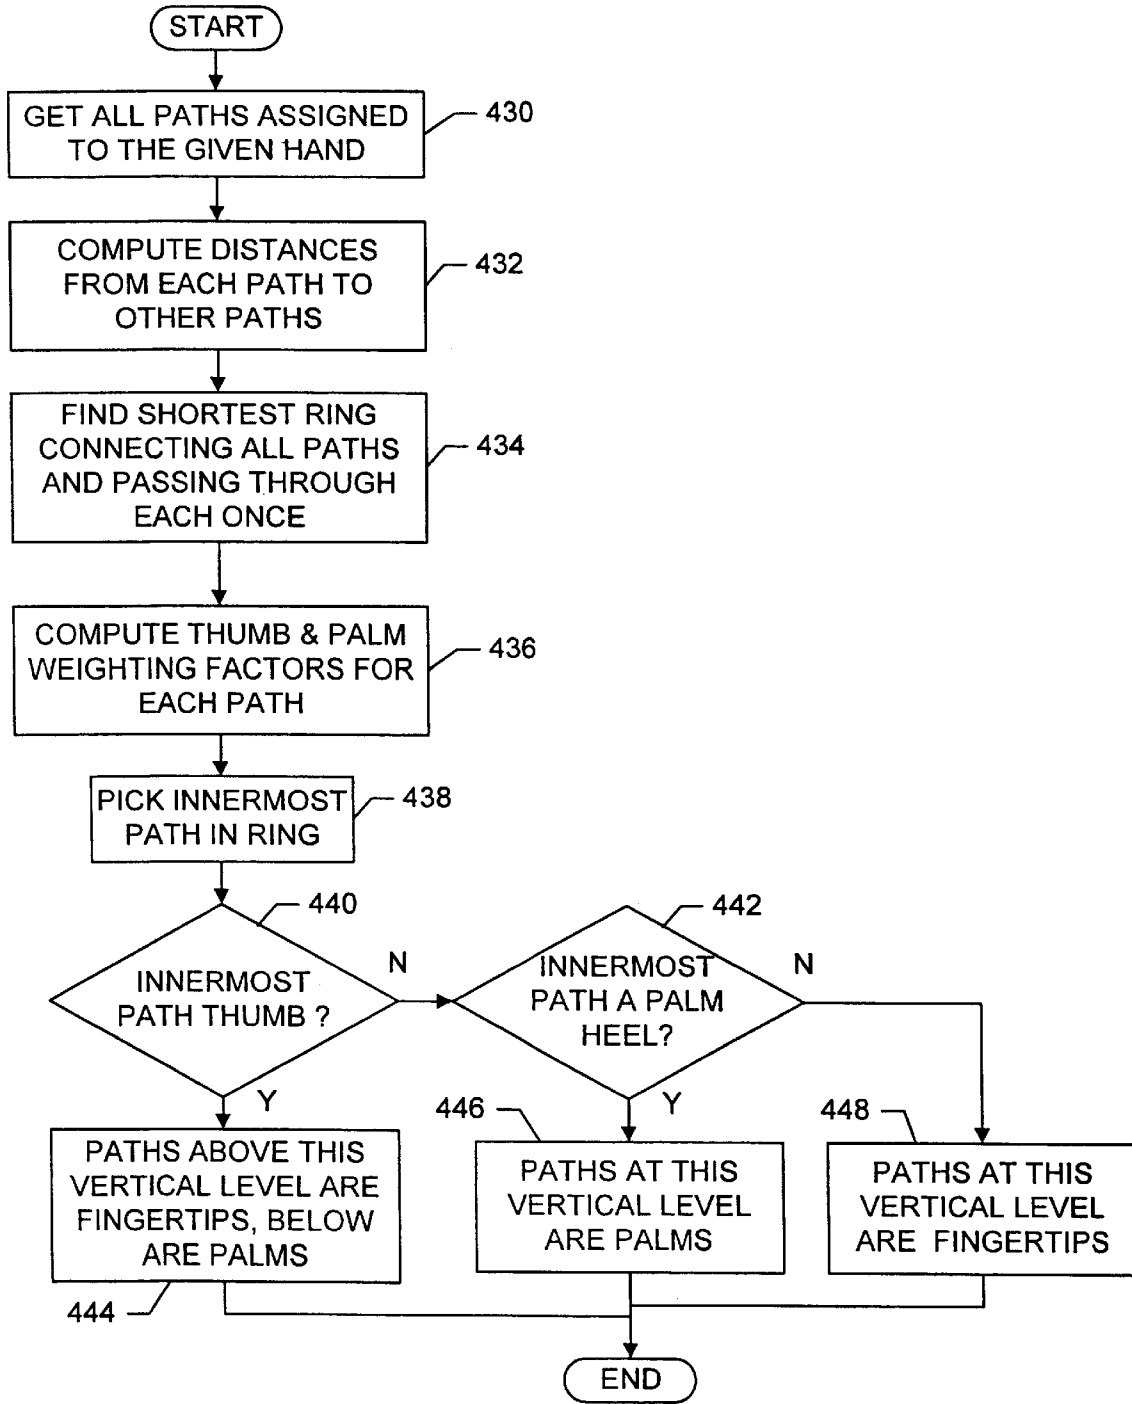 START
GET ALL PATHS ASSIGNED
TO THE GIVEN HAND
430
COMPUTE DISTANCES
FROM EACH PATH TO
OTHER PATHS
432
FIND SHORTEST RING
CONNECTING ALL PATHS
AND PASSING THROUGH
EACH ONCE
434
COMPUTE THUMB & PALM
WEIGHTING FACTORS FOR
EACH PATH
436
PICK INNERMOST
PATH IN RING
438
440
INNERMOST
PATH THUMB ?
N
Y
442
INNERMOST
PATH A PALM
HEEL?
N
Y
PATHS ABOVE THIS
VERTICAL LEVEL ARE
FINGERTIPS, BELOW
ARE PALMS
444
446
PATHS AT THIS
VERTICAL LEVEL
ARE PALMS
448
PATHS AT THIS
VERTICAL LEVEL
ARE FINGERTIPS
END